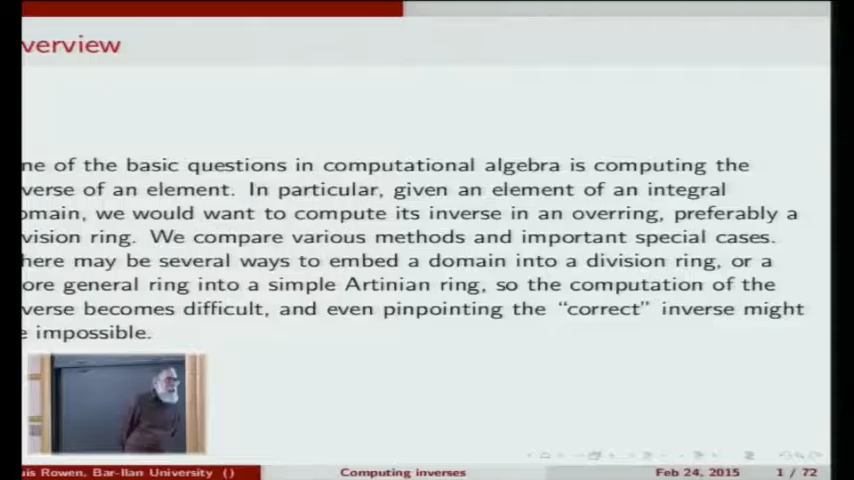 verview
ne of the basic questions in computational algebra is computing the
verse of an element. In particular, given an element of an integral
omain, we would want to compute its inverse in an overring, preferably a
vision ring. We compare various methods and important special cases.
here may be several ways to embed a domain into a division ring, or a
ore general ring into a simple Artinian ring, so the computation of the
verse becomes difficult, and even pinpointing the "correct" inverse might
e impossible.
uis Rowen, Bar-Ilan University () Computing inverses Feb 24, 2015 1 / 72